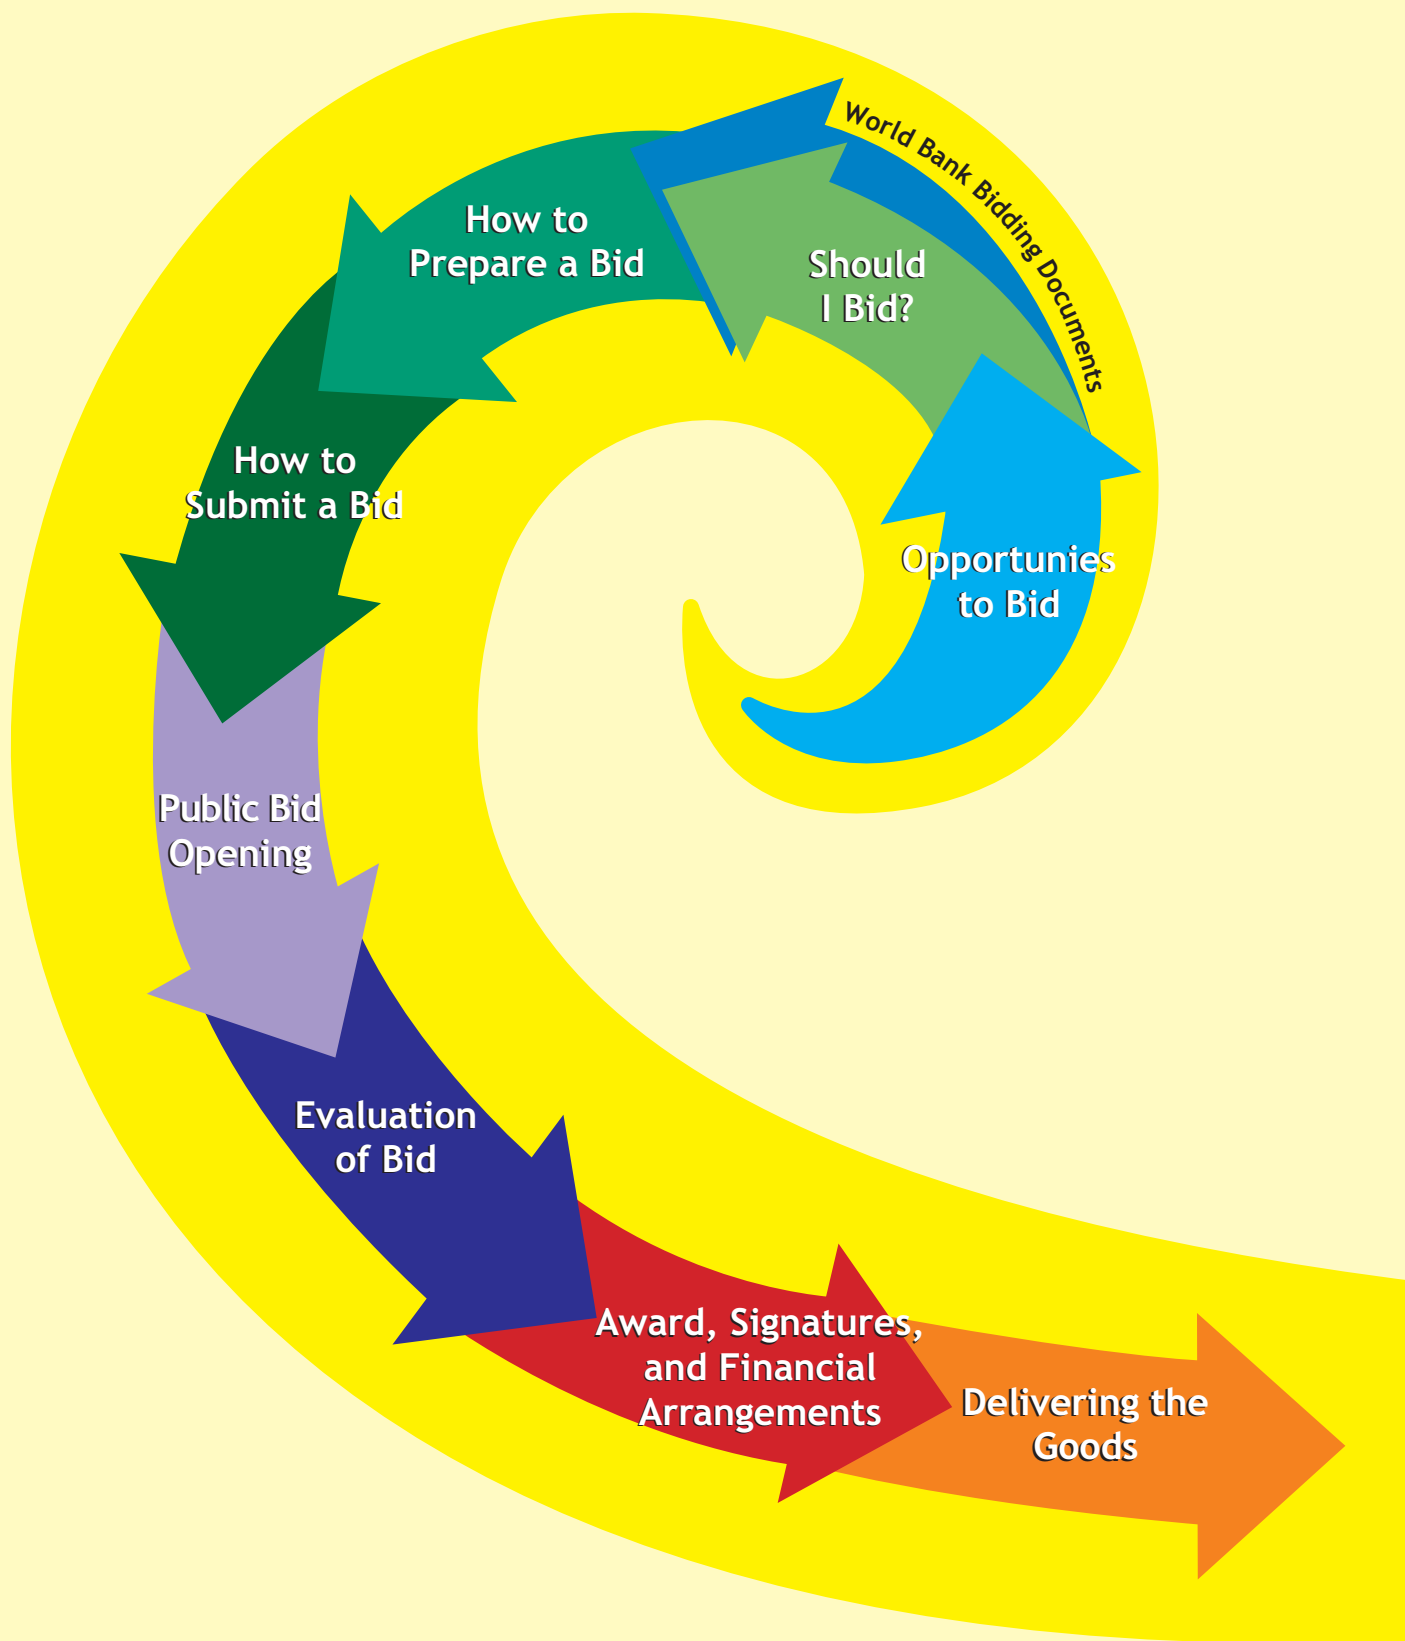 Opportunies
to Bid
World Bank Bidding Documents
Should
I Bid?
How to
Prepare a Bid
How to
Submit a Bid
Public Bid
Opening
Evaluation
of Bid
Award, Signatures,
and Financial
Arrangements
Delivering the
Goods